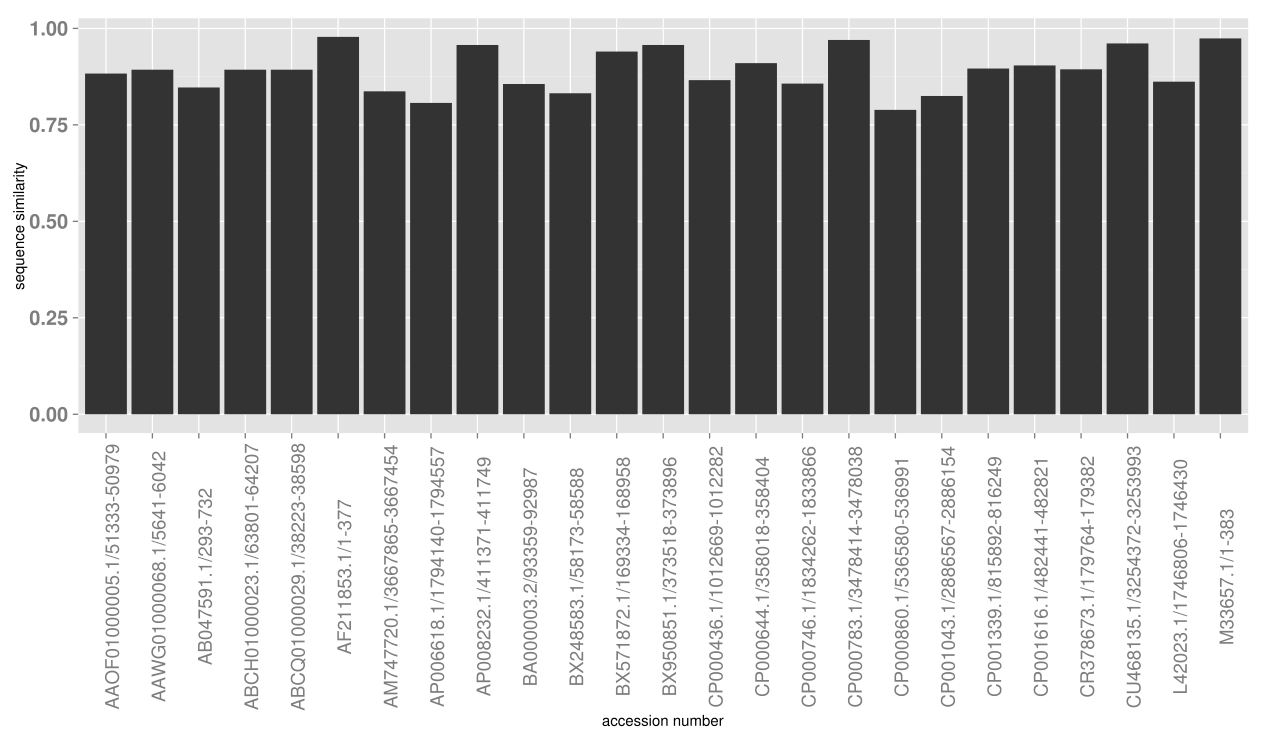 1.00
0.75
0.50
0.25
0.00
sequence similarity
AAOF01000005.1/51333-50979
AAWG01000068.1/5641-6042
AB047591.1/293-732
ABCH01000023.1/63801-64207
ABCQ01000029.1/38223-38598
AF211853.1/1-377
AM747720.1/3667865-3667454
AP006618.1/1794140-1794557
AP008232.1/411371-411749
BA000003.2/93359-92987
BX248583.1/58173-58588
BX571872.1/169334-168958
BX950851.1/373518-373896
CP000436.1/1012669-1012282
CP000644.1/358018-358404
CP000746.1/1834262-1833866
CP000783.1/3478414-3478038
CP000860.1/536580-536991
CP001043.1/2886567-2886154
CP001339.1/815892-816249
CP001616.1/482441-482821
CR378673.1/179764-179382
CU468135.1/3254372-3253993
L42023.1/1746806-1746430
M33657.1/1-383
accession number